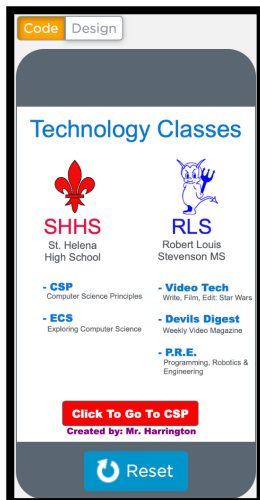 Code Design
Technology Classes
SHHS
St. Helena
High School
RLS
Robert Louis
Stevenson MS
- CSP
Computer Science Principles
- ECS
Exploring Computer Science
- Video Tech
Write, Film, Edit: Star Wars
- Devils Digest
Weekly Video Magazine
- P.R.E.
Programming, Robotics &
Engineering
Click To Go To CSP
Created by: Mr. Harrington
Reset